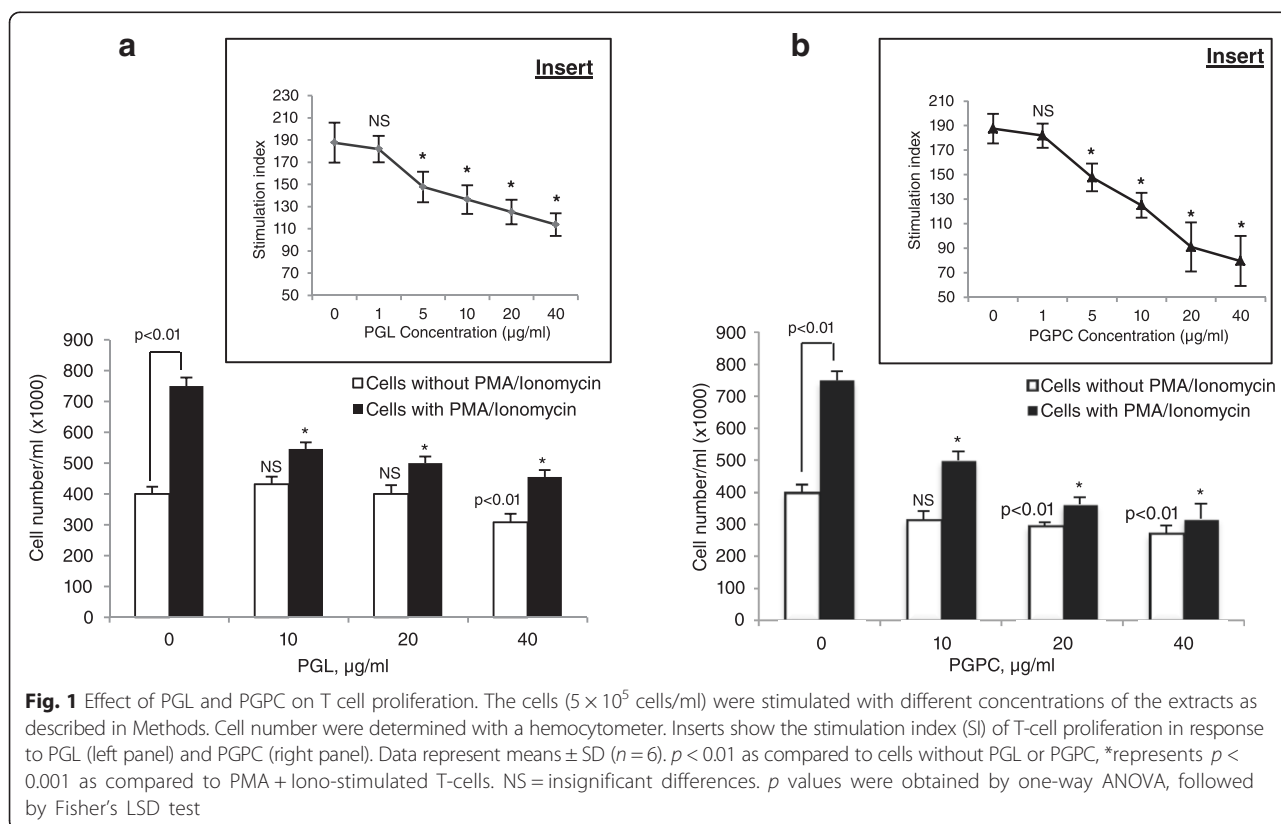 a
Insert
230
210
190
170
150
130
110
90
70
50
Stimulation index
NS
*
*
*
*
0 1 5 10 20 40
PGL Concentration (µg/ml)
900
800
700
600
500
400
300
200
100
0
Cell number/ml (x1000)
p<0.01
Cells without PMA/Ionomycin
Cells with PMA/Ionomycin
NS
*
NS
*
p<0.01
*
0 10 20 40
PGL, µg/ml
b
Insert
210
190
170
150
130
110
90
70
50
Stimulation index
NS
*
*
*
*
0 1 5 10 20 40
PGPC Concentration (µg/ml)
900
800
700
600
500
400
300
200
100
0
Cell number/ml (x1000)
p<0.01
Cells without PMA/Ionomycin
Cells with PMA/Ionomycin
NS
*
p<0.01
*
p<0.01
*
0 10 20 40
PGPC, µg/ml
Fig. 1 Effect of PGL and PGPC on T cell proliferation. The cells (5 × 10⁵ cells/ml) were stimulated with different concentrations of the extracts as
described in Methods. Cell number were determined with a hemocytometer. Inserts show the stimulation index (SI) of T-cell proliferation in response
to PGL (left panel) and PGPC (right panel). Data represent means ± SD (n = 6). p < 0.01 as compared to cells without PGL or PGPC, *represents p <
0.001 as compared to PMA + Iono-stimulated T-cells. NS = insignificant differences. p values were obtained by one-way ANOVA, followed
by Fisher's LSD test